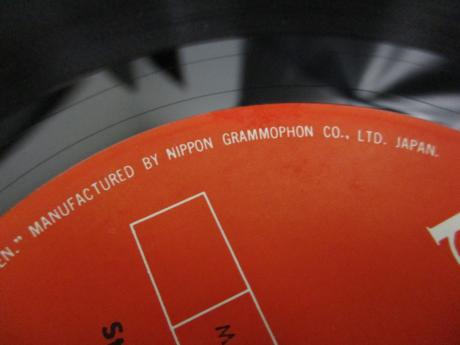 EN." MANUFACTURED BY NIPPON GRAMMOPHON CO., LTD. JAPAN.